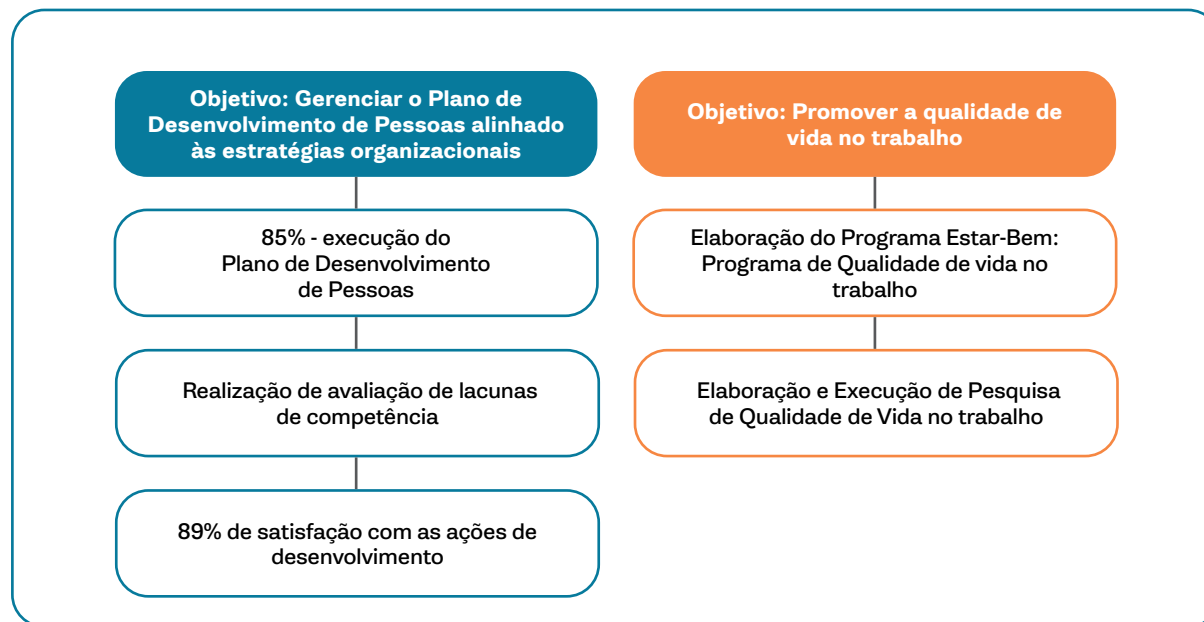 Objetivo: Gerenciar o Plano de
Desenvolvimento de Pessoas alinhado
às estratégias organizacionais
85% - execução do
Plano de Desenvolvimento
de Pessoas
Realização de avaliação de lacunas
de competência
89% de satisfação com as ações de
desenvolvimento
Objetivo: Promover a qualidade de
vida no trabalho
Elaboração do Programa Estar-Bem:
Programa de Qualidade de vida no
trabalho
Elaboração e Execução de Pesquisa
de Qualidade de Vida no trabalho